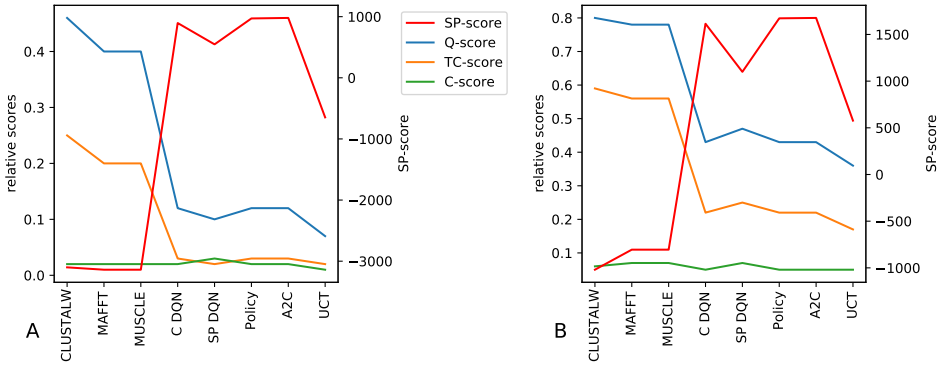 relative scores
0.4
0.3
0.2
0.1
0.0
1000
0
−1000
−2000
−3000
SP-score
CLUSTALW
MAFFT
MUSCLE
C DQN
SP DQN
Policy
A2C
UCT
A
SP-score
Q-score
TC-score
C-score
relative scores
0.8
0.7
0.6
0.5
0.4
0.3
0.2
0.1
1500
1000
500
0
−500
−1000
SP-score
CLUSTALW
MAFFT
MUSCLE
C DQN
SP DQN
Policy
A2C
UCT
B